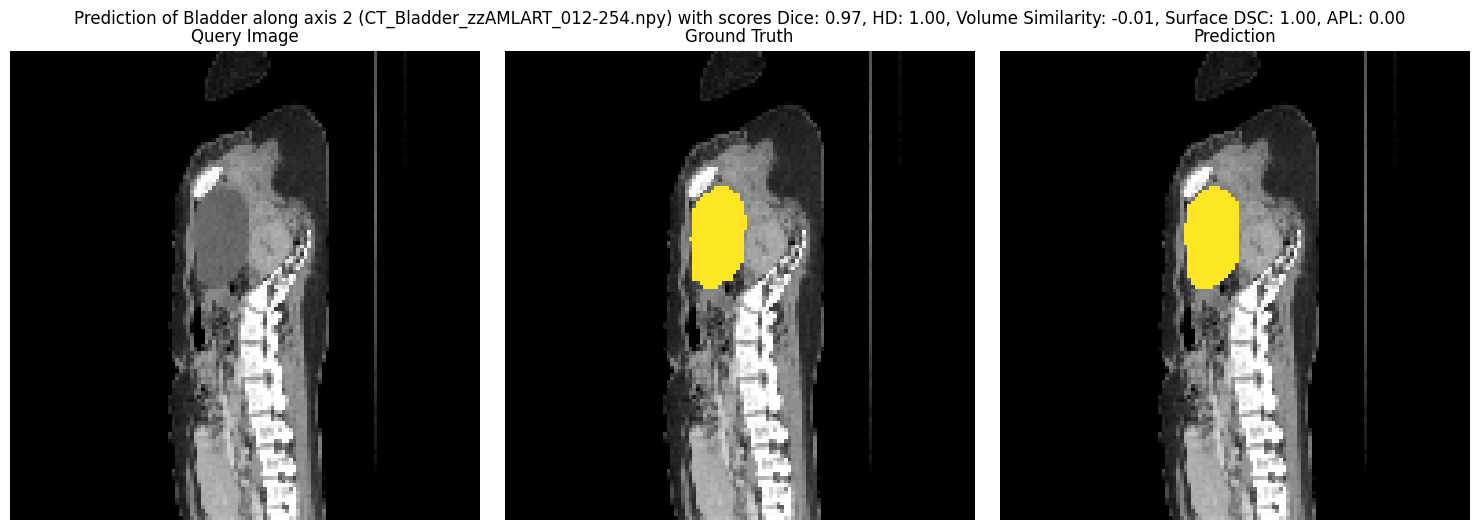 Prediction of Bladder along axis 2 (CT_Bladder_zzAMLART_012-254.npy) with scores Dice: 0.97, HD: 1.00, Volume Similarity: -0.01, Surface DSC: 1.00, APL: 0.00
Query Image
Ground Truth
Prediction